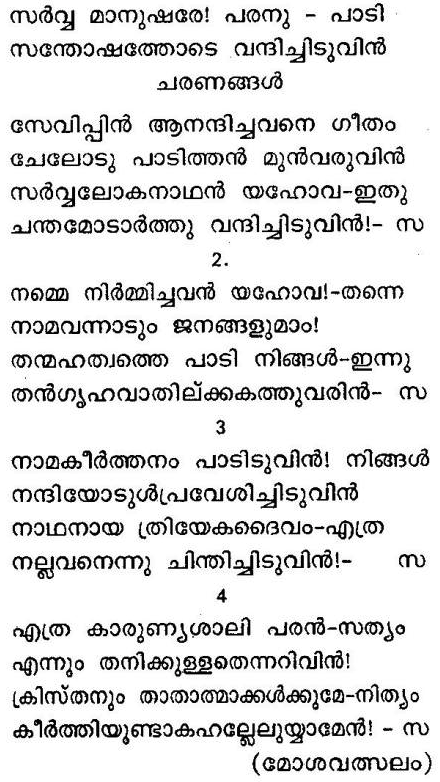 സർവ്വ മാനുഷരേ! പരനു - പാടി
സന്തോഷത്തോടെ വന്ദിച്ചിടുവിൻ
ചരണങ്ങൾ
സേവിപ്പിൻ ആനന്ദിച്ചവനെ ഗീതം
ചേലോടു പാടിത്തൻ മുൻവരുവിൻ
സർവ്വലോകനാഥൻ യഹോവ-ഇതു
ചന്തമോടാർത്തു വന്ദിച്ചിടുവിൻ!- സ
2.
നമ്മെ നിർമ്മിച്ചവൻ യഹോവ!-തന്നെ
നാമവന്നാടും ജനങ്ങളുമാം!
തന്മഹത്വത്തെ പാടി നിങ്ങൾ-ഇന്നു
തൻഗൃഹവാതില്ക്കകത്തുവരിൻ- സ
3
നാമകീർത്തനം പാടിടുവിൻ! നിങ്ങൾ
നന്ദിയോടുൾപ്രവേശിച്ചിടുവിൻ
നാഥനായ ത്രിയേകദൈവം-എത്ര
നല്ലവനെന്നു ചിന്തിച്ചിടുവിൻ!- സ
4
എത്ര കാരുണ്യശാലി പരൻ-സത്യം
എന്നും തനിക്കുള്ളതെന്നറിവിൻ!
ക്രിസ്തനും താതാത്മാക്കൾക്കുമേ-നിത്യം
കീർത്തിയുണ്ടാകഹല്ലേലുയ്യാമേൻ! - സ
(മോശവത്സലം)